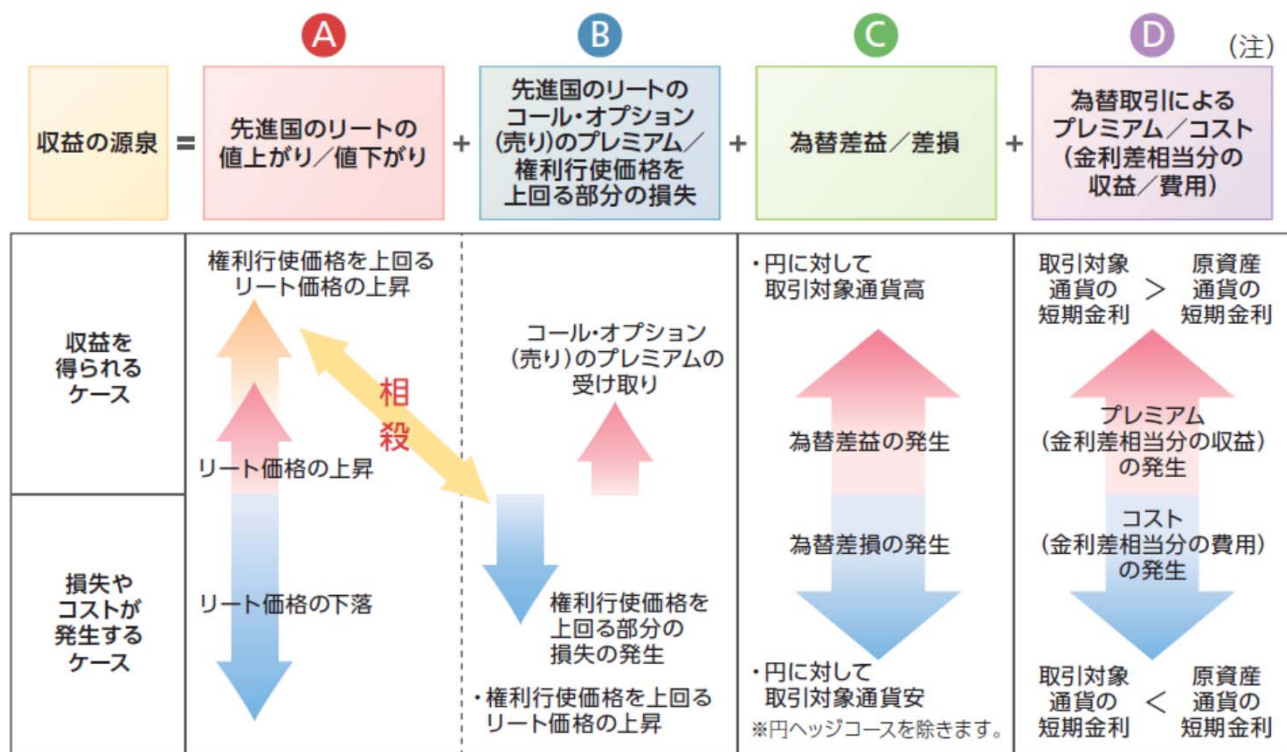 A
B
C
D
(注)
収益の源泉
=
先進国のリートの
値上がり／値下がり
+
先進国のリートの
コール・オプション
(売り)のプレミアム／
権利行使価格を
上回る部分の損失
+
為替差益／差損
+
為替取引による
プレミアム／コスト
(金利差相当分の
収益／費用)
収益を
得られる
ケース
権利行使価格を上回る
リート価格の上昇
リート価格の上昇
相
殺
コール・オプション
(売り)のプレミアムの
受け取り
・円に対して
取引対象通貨高
為替差益の発生
取引対象
通貨の
短期金利
>
原資産
通貨の
短期金利
プレミアム
(金利差相当分の収益)
の発生
損失や
コストが
発生する
ケース
リート価格の下落
権利行使価格を
上回る部分の
損失の発生
・権利行使価格を上回る
リート価格の上昇
為替差損の発生
・円に対して
取引対象通貨安
※円ヘッジコースを除きます。
コスト
(金利差相当分の費用)
の発生
取引対象
通貨の
短期金利
<
原資産
通貨の
短期金利